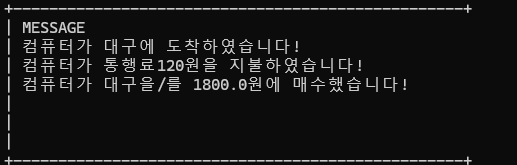 MESSAGE
컴퓨터가 대구에 도착하였습니다!
컴퓨터가 통행료120원을 지불하였습니다!
컴퓨터가 대구을/를 1800.0원에 매수했습니다!